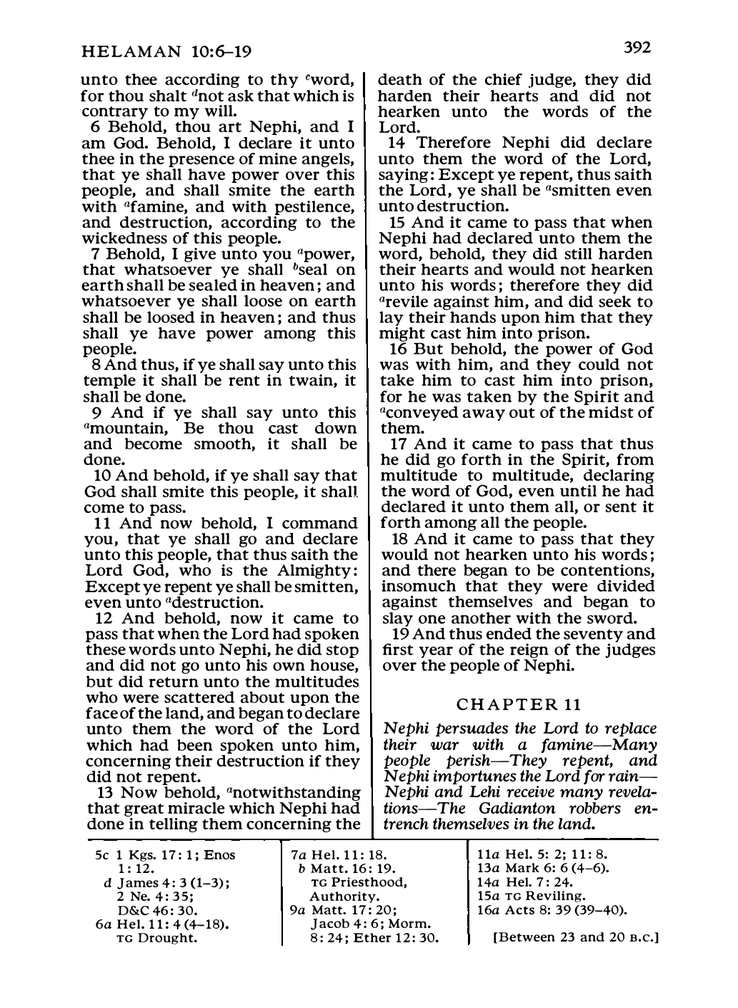 HELAMAN 10:6–19
392
unto thee according to thy cword,
for thou shalt dnot ask that which is
contrary to my will.
6 Behold, thou art Nephi, and I
am God. Behold, I declare it unto
thee in the presence of mine angels,
that ye shall have power over this
people, and shall smite the earth
with afamine, and with pestilence,
and destruction, according to the
wickedness of this people.
7 Behold, I give unto you apower,
that whatsoever ye shall bseal on
earth shall be sealed in heaven; and
whatsoever ye shall loose on earth
shall be loosed in heaven; and thus
shall ye have power among this
people.
8 And thus, if ye shall say unto this
temple it shall be rent in twain, it
shall be done.
9 And if ye shall say unto this
amountain, Be thou cast down
and become smooth, it shall be
done.
10 And behold, if ye shall say that
God shall smite this people, it shall
come to pass.
11 And now behold, I command
you, that ye shall go and declare
unto this people, that thus saith the
Lord God, who is the Almighty:
Except ye repent ye shall be smitten,
even unto adestruction.
12 And behold, now it came to
pass that when the Lord had spoken
these words unto Nephi, he did stop
and did not go unto his own house,
but did return unto the multitudes
who were scattered about upon the
face of the land, and began to declare
unto them the word of the Lord
which had been spoken unto him,
concerning their destruction if they
did not repent.
13 Now behold, anotwithstanding
that great miracle which Nephi had
done in telling them concerning the
death of the chief judge, they did
harden their hearts and did not
hearken unto the words of the
Lord.
14 Therefore Nephi did declare
unto them the word of the Lord,
saying: Except ye repent, thus saith
the Lord, ye shall be asmitten even
unto destruction.
15 And it came to pass that when
Nephi had declared unto them the
word, behold, they did still harden
their hearts and would not hearken
unto his words; therefore they did
arevile against him, and did seek to
lay their hands upon him that they
might cast him into prison.
16 But behold, the power of God
was with him, and they could not
take him to cast him into prison,
for he was taken by the Spirit and
aconveyed away out of the midst of
them.
17 And it came to pass that thus
he did go forth in the Spirit, from
multitude to multitude, declaring
the word of God, even until he had
declared it unto them all, or sent it
forth among all the people.
18 And it came to pass that they
would not hearken unto his words;
and there began to be contentions,
insomuch that they were divided
against themselves and began to
slay one another with the sword.
19 And thus ended the seventy and
first year of the reign of the judges
over the people of Nephi.
CHAPTER 11
Nephi persuades the Lord to replace
their war with a famine—Many
people perish—They repent, and
Nephi importunes the Lord for rain—
Nephi and Lehi receive many revela-
tions—The Gadianton robbers en-
trench themselves in the land.
5c 1 Kgs. 17: 1; Enos
1: 12.
d James 4: 3 (1–3);
2 Ne. 4: 35;
D&C 46: 30.
6a Hel. 11: 4 (4–18).
TG Drought.
7a Hel. 11: 18.
b Matt. 16: 19.
TG Priesthood,
Authority.
9a Matt. 17: 20;
Jacob 4: 6; Morm.
8: 24; Ether 12: 30.
11a Hel. 5: 2; 11: 8.
13a Mark 6: 6 (4–6).
14a Hel. 7: 24.
15a TG Reviling.
16a Acts 8: 39 (39–40).
[Between 23 and 20 B.C.]